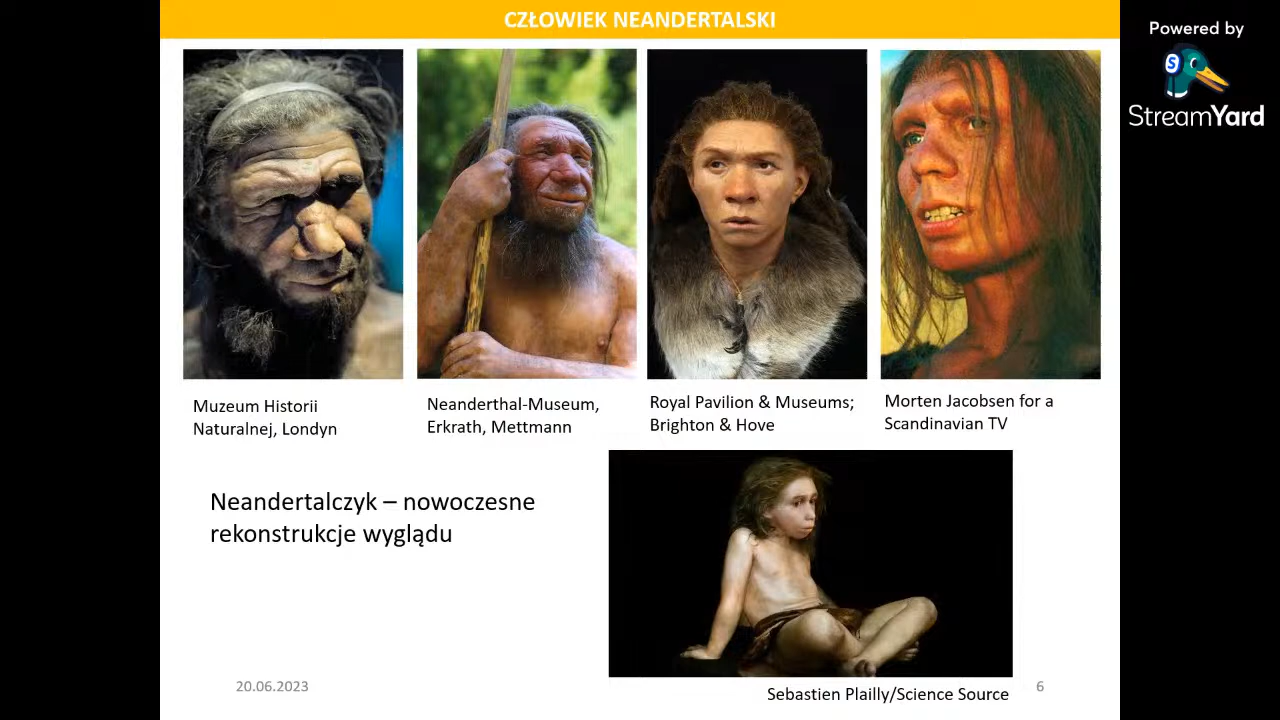 CZŁOWIEK NEANDERTALSKI
Powered by
S
StreamYard
Muzeum Historii
Naturalnej, Londyn
Neanderthal-Museum,
Erkrath, Mettmann
Royal Pavilion & Museums;
Brighton & Hove
Morten Jacobsen for a
Scandinavian TV
Neandertalczyk – nowoczesne
rekonstrukcje wyglądu
20.06.2023
Sebastien Plailly/Science Source
6